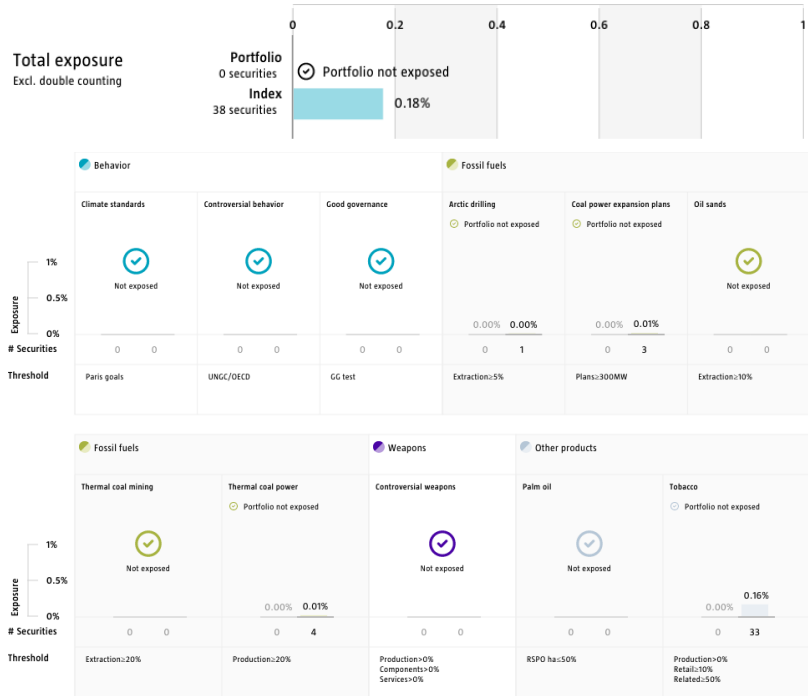 0 0.2 0.4 0.6 0.8 1
Total exposure
Excl. double counting
Portfolio
0 securities
Portfolio not exposed
Index
38 securities
0.18%
Behavior Fossil fuels
Climate standards Controversial behavior Good governance Arctic drilling Coal power expansion plans Oil sands
Portfolio not exposed Portfolio not exposed
Not exposed Not exposed Not exposed Not exposed
Exposure
1%
0.5%
0%
0.00% 0.00% 0.00% 0.01%
# Securities 0 0 0 0 0 0 0 1 0 3 0 0
Threshold Paris goals UNGC/OECD GG test Extraction≥5% Plans≥300MW Extraction≥10%
Fossil fuels Weapons Other products
Thermal coal mining Thermal coal power Controversial weapons Palm oil Tobacco
Portfolio not exposed Portfolio not exposed
Not exposed Not exposed Not exposed
Exposure
1%
0.5%
0%
0.00% 0.01% 0.00% 0.16%
# Securities 0 0 0 4 0 0 0 0 0 33
Threshold Extraction≥20% Production≥20% Production>0% RSPO ha≤50% Production>0%
Components>0% Retail≥10%
Services>0% Related≥50%